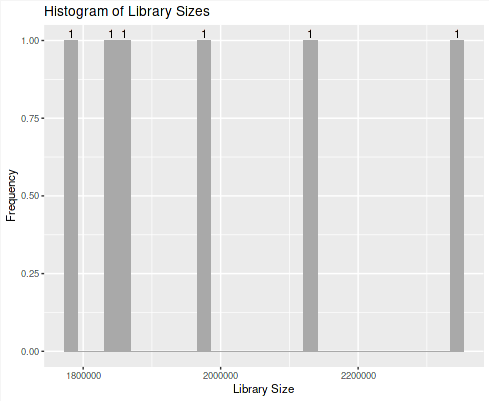 Histogram of Library Sizes
1 1 1 1 1 1
1.00
0.75
0.50
0.25
0.00
Frequency
1800000 2000000 2200000
Library Size